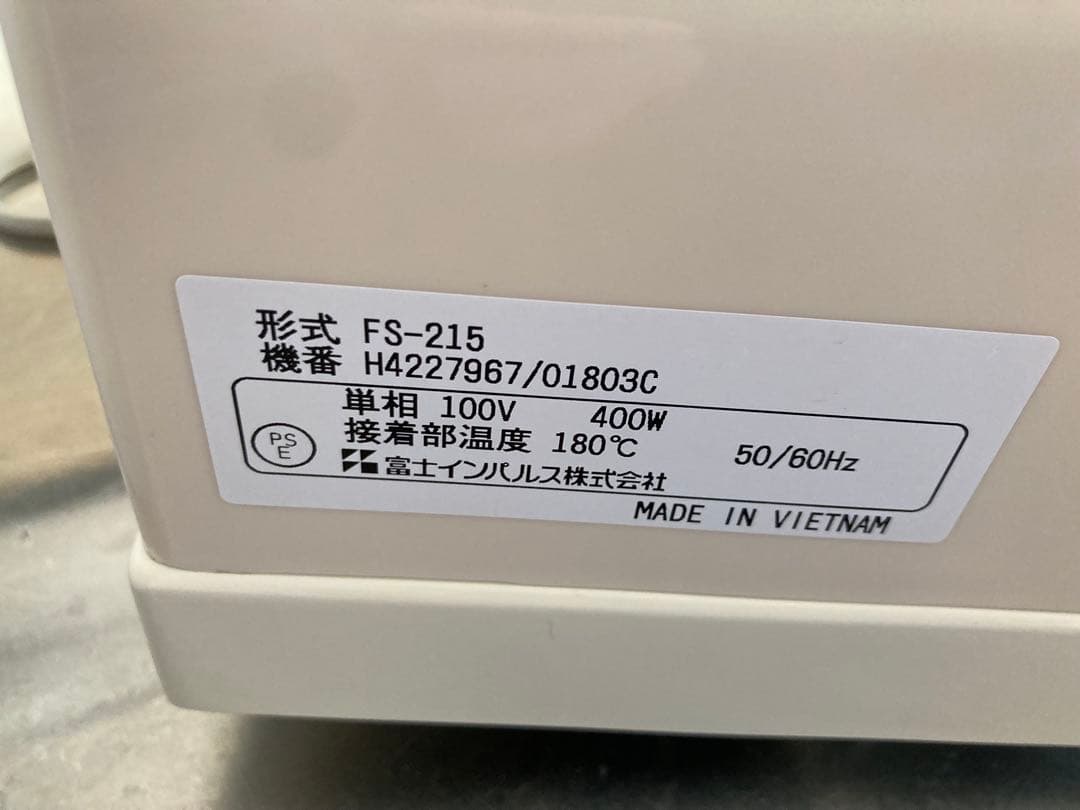 形式 FS-215
機番 H4227967/01803C
単相 100V 400W
接着部温度 180℃ 50/60Hz
PS
E
富士インパルス株式会社
MADE IN VIETNAM